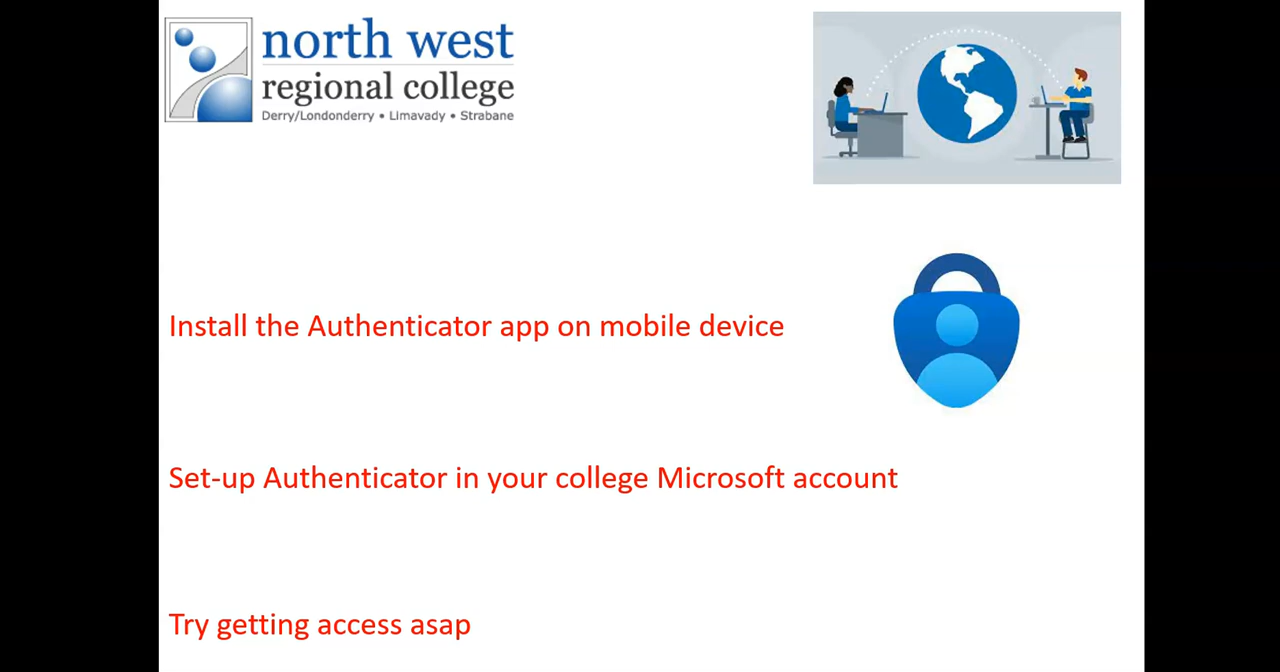 north west
regional college
Derry/Londonderry • Limavady • Strabane
Install the Authenticator app on mobile device
Set-up Authenticator in your college Microsoft account
Try getting access asap